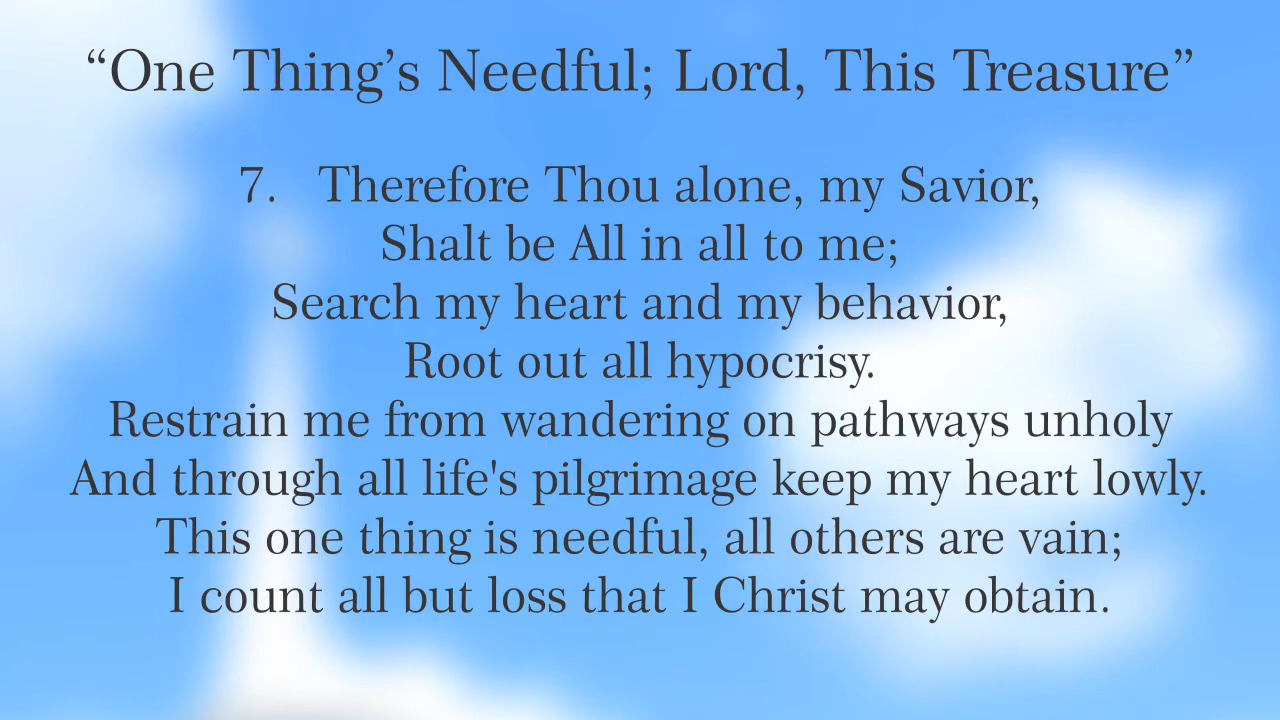 “One Thing’s Needful; Lord, This Treasure”
7. Therefore Thou alone, my Savior,
Shalt be All in all to me;
Search my heart and my behavior,
Root out all hypocrisy.
Restrain me from wandering on pathways unholy
And through all life's pilgrimage keep my heart lowly.
This one thing is needful, all others are vain;
I count all but loss that I Christ may obtain.